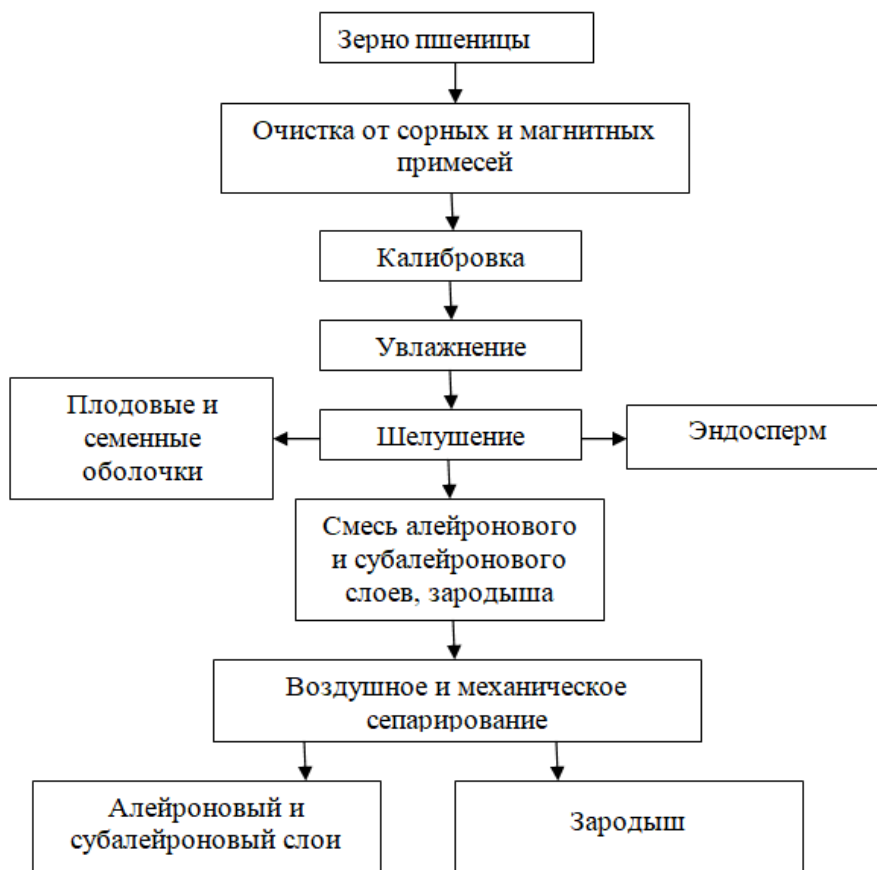 Зерно пшеницы
Очистка от сорных и магнитных
примесей
Калибровка
Увлажнение
Плодовые и
семенные
оболочки
Шелушение
Эндосперм
Смесь алейронового
и субалейронового
слоев, зародыша
Воздушное и механическое
сепарирование
Алейроновый и
субалейроновый слои
Зародыш